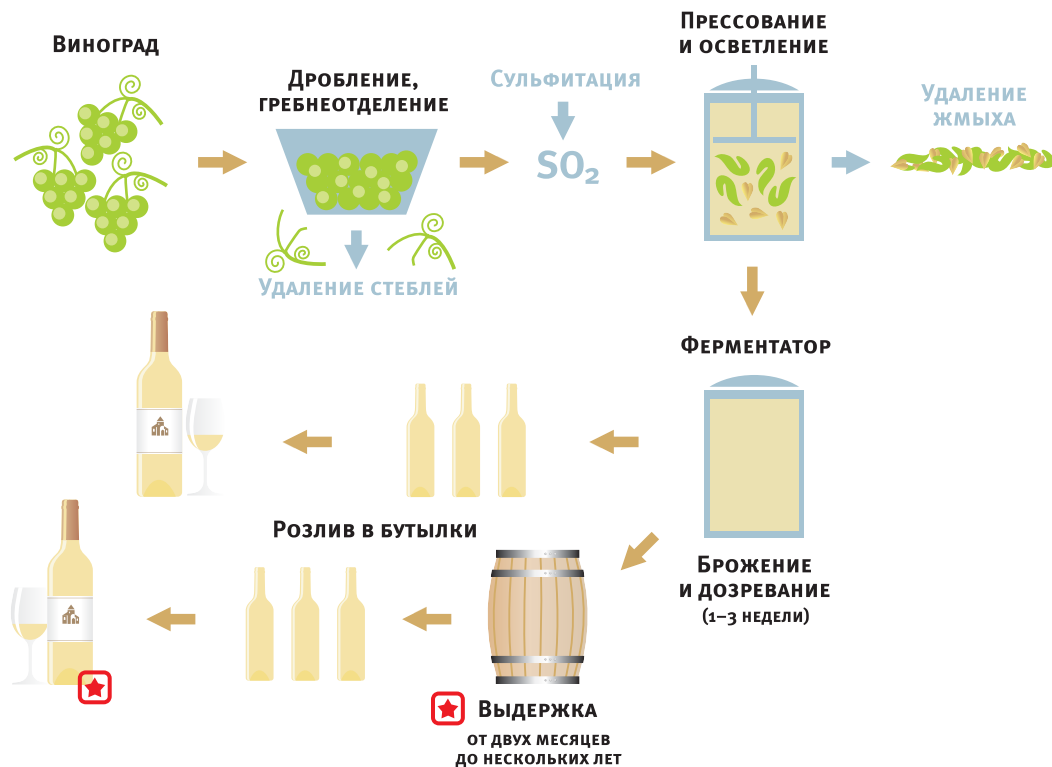 Виноград
Дробление,
гребнеотделение
Сульфитация
SO₂
Прессование
и осветление
Удаление
жмыха
Удаление стеблей
Ферментатор
Брожение
и дозревание
(1–3 недели)
Розлив в бутылки
Выдержка
от двух месяцев
до нескольких лет